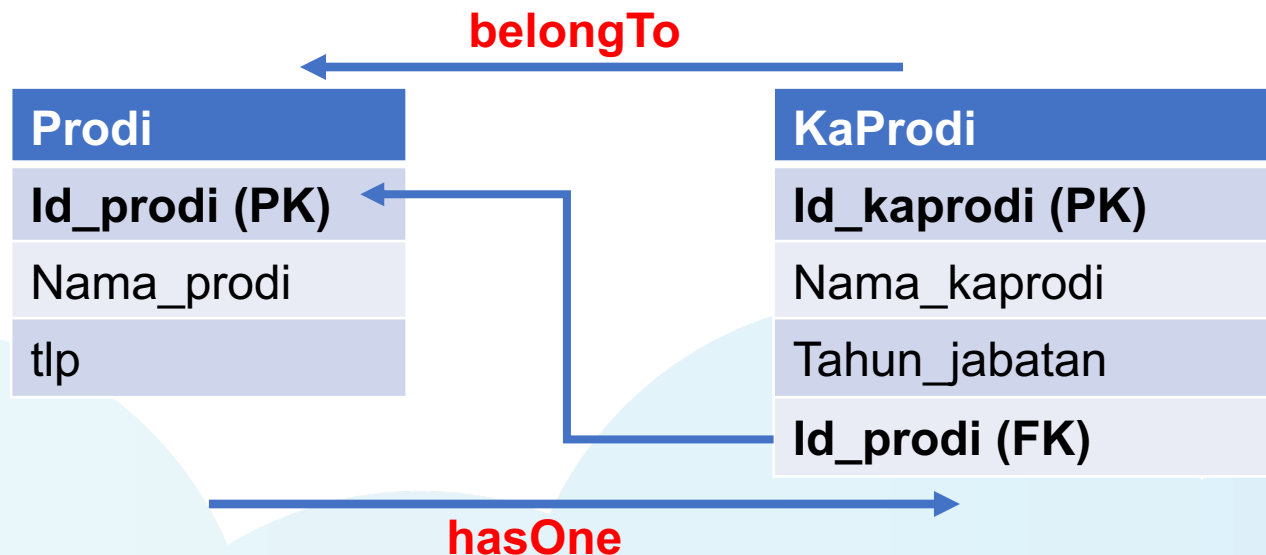 belongTo
Prodi
Id_prodi (PK)
Nama_prodi
tlp
KaProdi
Id_kaprodi (PK)
Nama_kaprodi
Tahun_jabatan
Id_prodi (FK)
hasOne